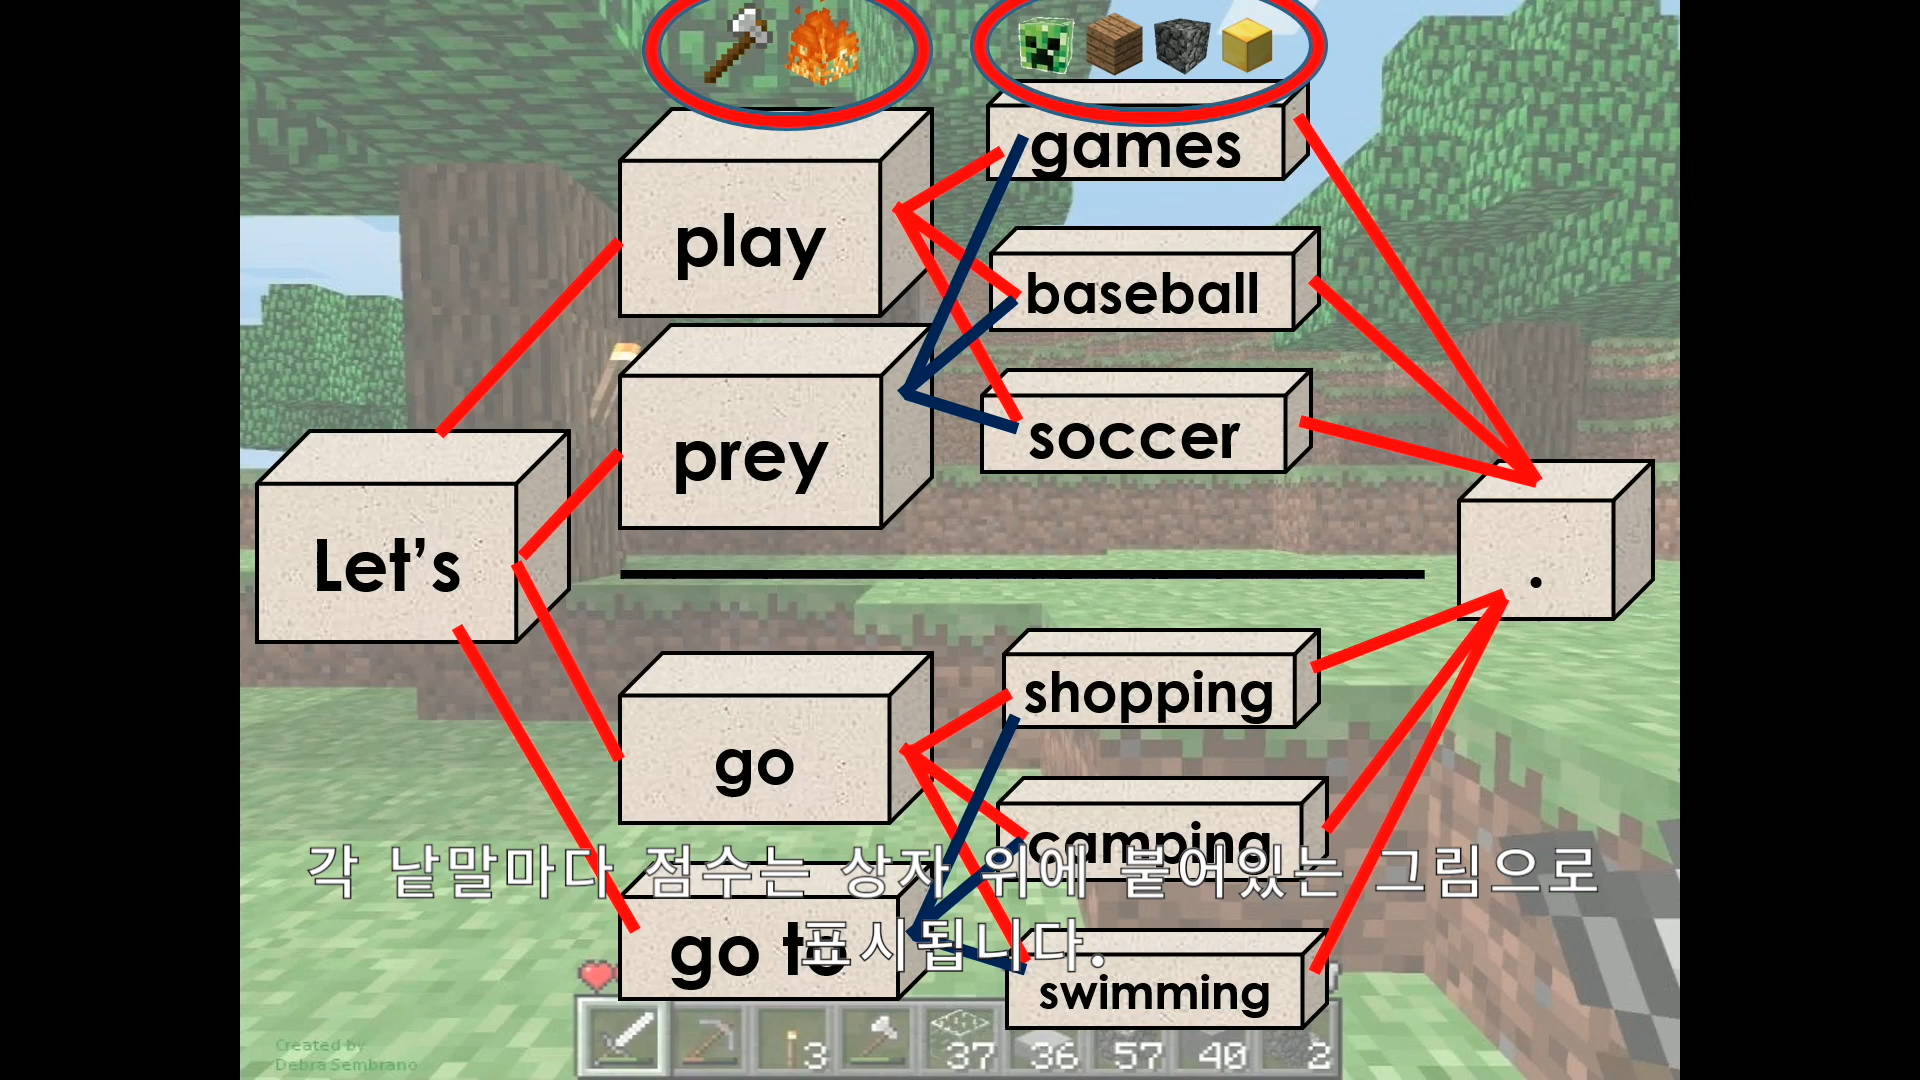 games
play
baseball
prey
soccer
Let's
.
go
shopping
camping
go to
swimming
각 낱말마다 점수는 상자 위에 붙어있는 그림으로
표시됩니다.
3
37
36
57
40
2
Created by
Debra Sembrano